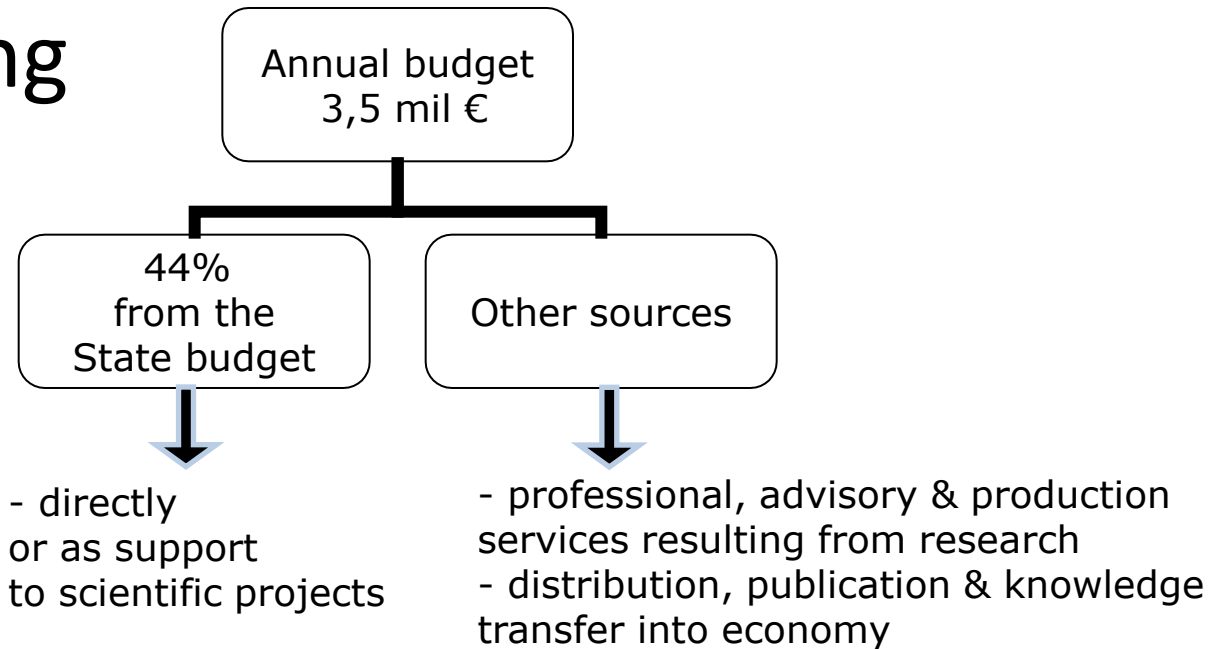 ng
Annual budget
3,5 mil €
44%
from the
State budget
Other sources
- directly
or as support
to scientific projects
- professional, advisory & production
services resulting from research
- distribution, publication & knowledge
transfer into economy